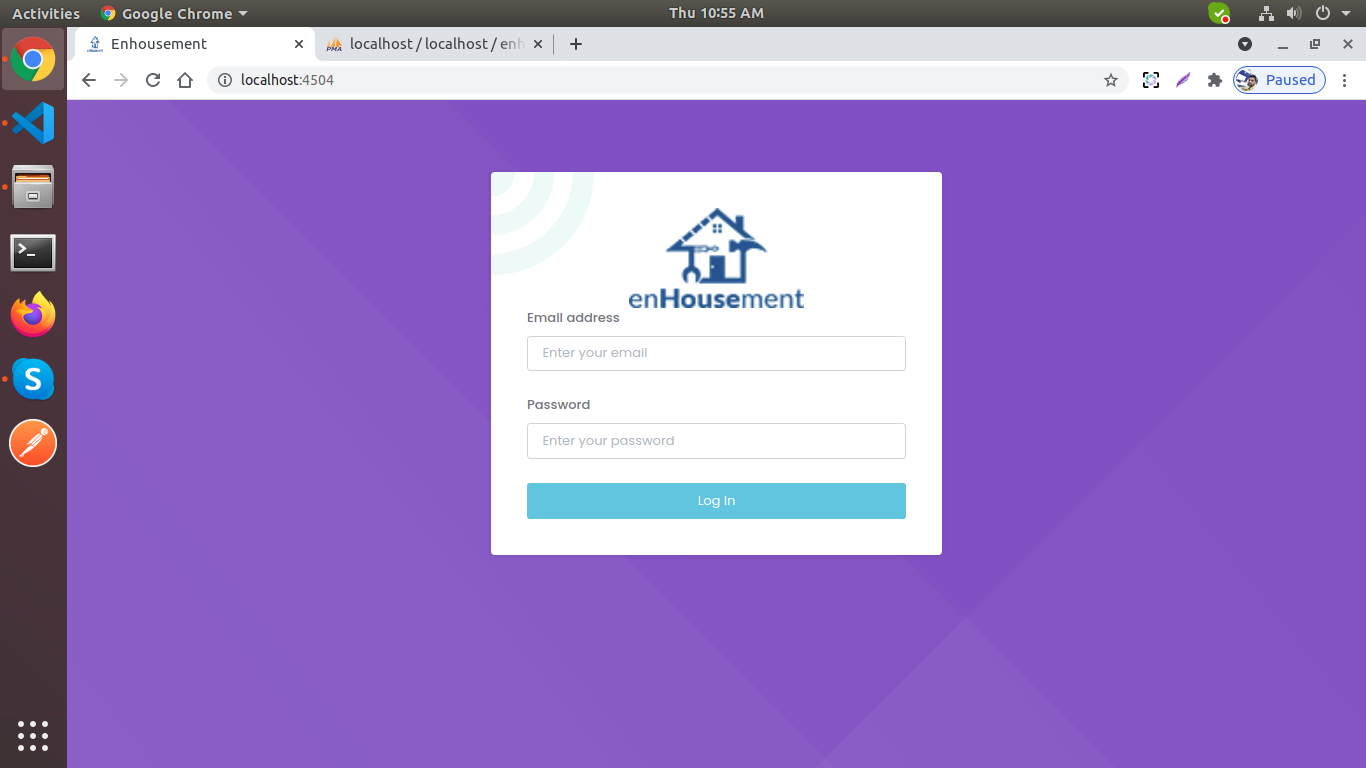 Activities
Google Chrome
Thu 10:55 AM
Enhousement
localhost / localhost / enh
PMA
localhost:4504
Paused
enHousement
Email address
Enter your email
Password
Enter your password
Log In